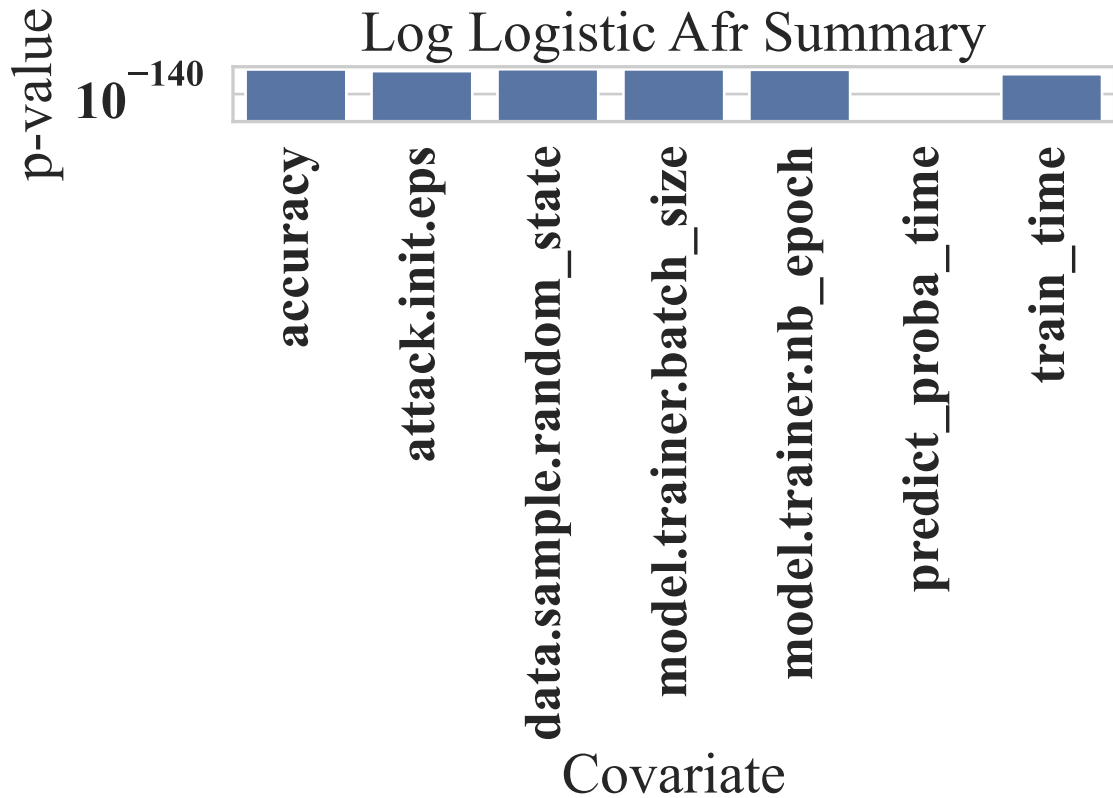 Log Logistic Afr Summary
p-value
10^−140
accuracy
attack.init.eps
data.sample.random_state
model.trainer.batch_size
model.trainer.nb_epoch
predict_proba_time
train_time
Covariate